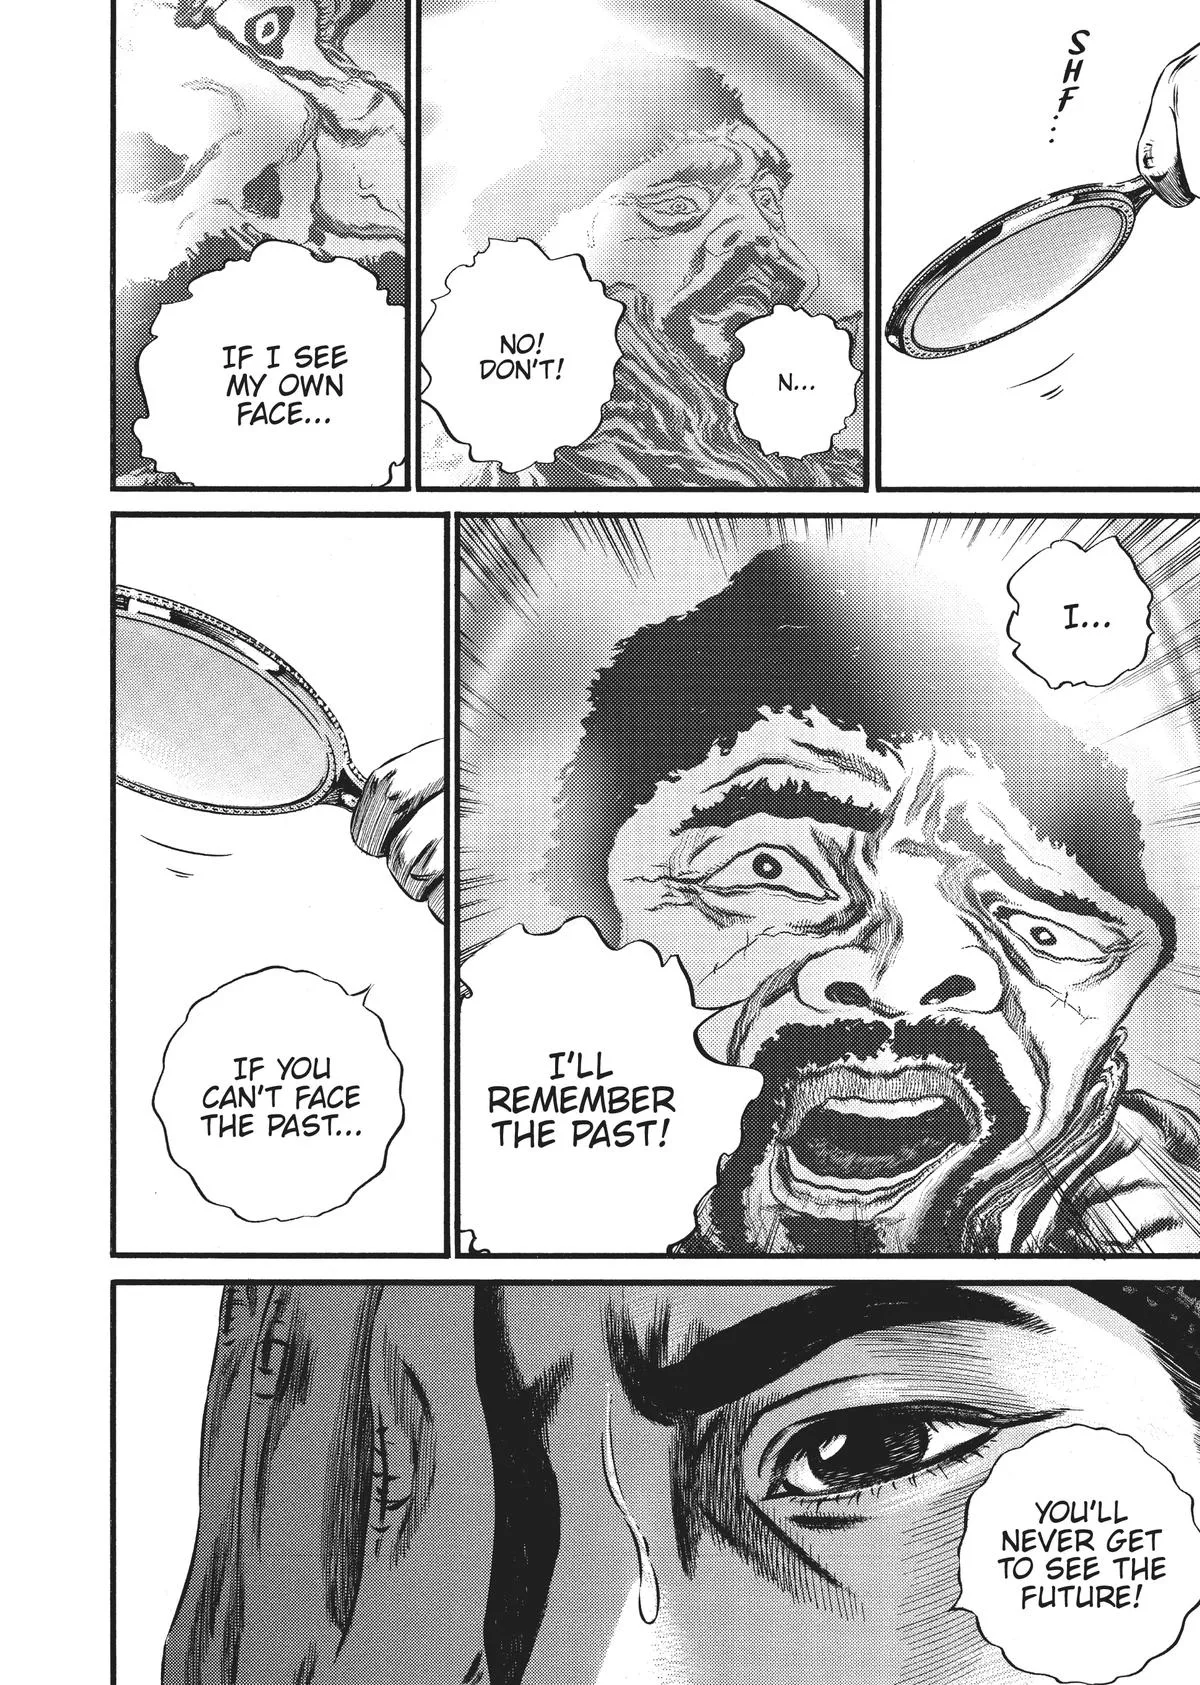 SHF...
N...
NO!
DON'T!
IF I SEE
MY OWN
FACE...
I...
I'LL
REMEMBER
THE PAST!
IF YOU
CAN'T FACE
THE PAST...
YOU'LL
NEVER GET
TO SEE THE
FUTURE!